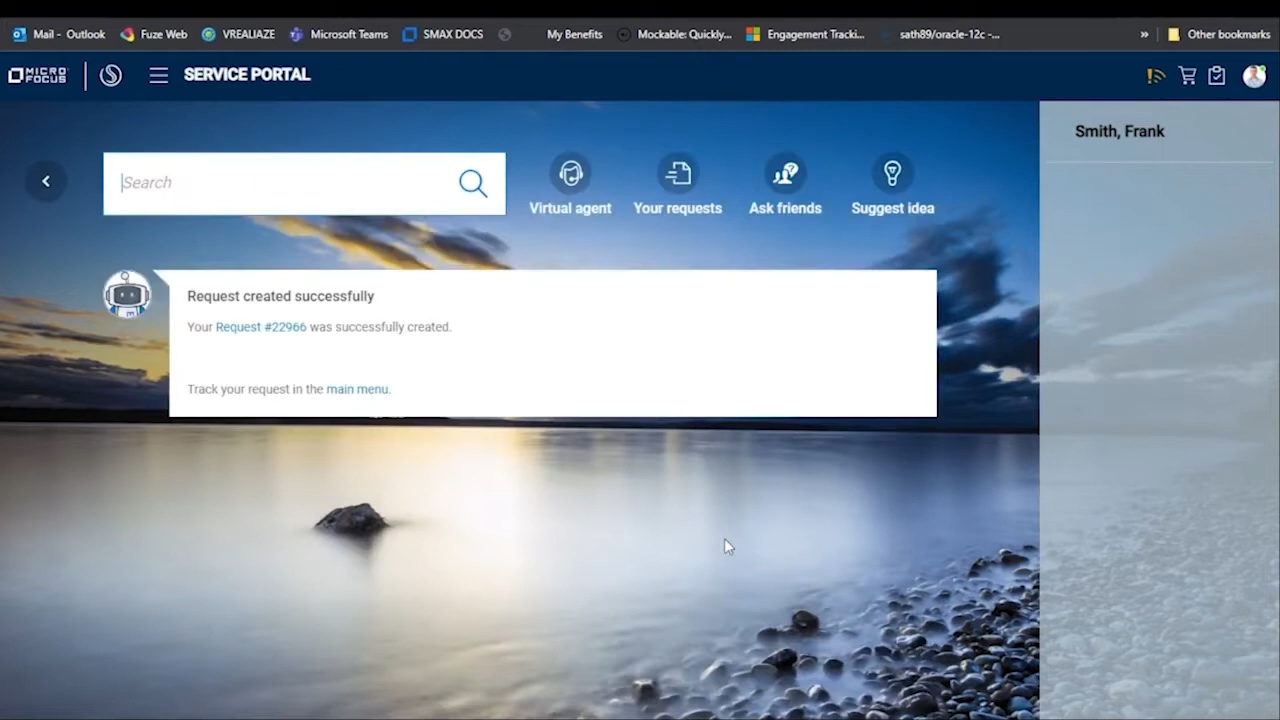 Mail - Outlook
Fuze Web
VREALIAZE
Microsoft Teams
SMAX DOCS
My Benefits
Mockable: Quickly...
Engagement Tracki...
sath89/oracle-12c -...
»
Other bookmarks
MICRO
FOCUS
SERVICE PORTAL
Smith, Frank
Search
Virtual agent
Your requests
Ask friends
Suggest idea
Request created successfully
Your Request #22966 was successfully created.
Track your request in the main menu.